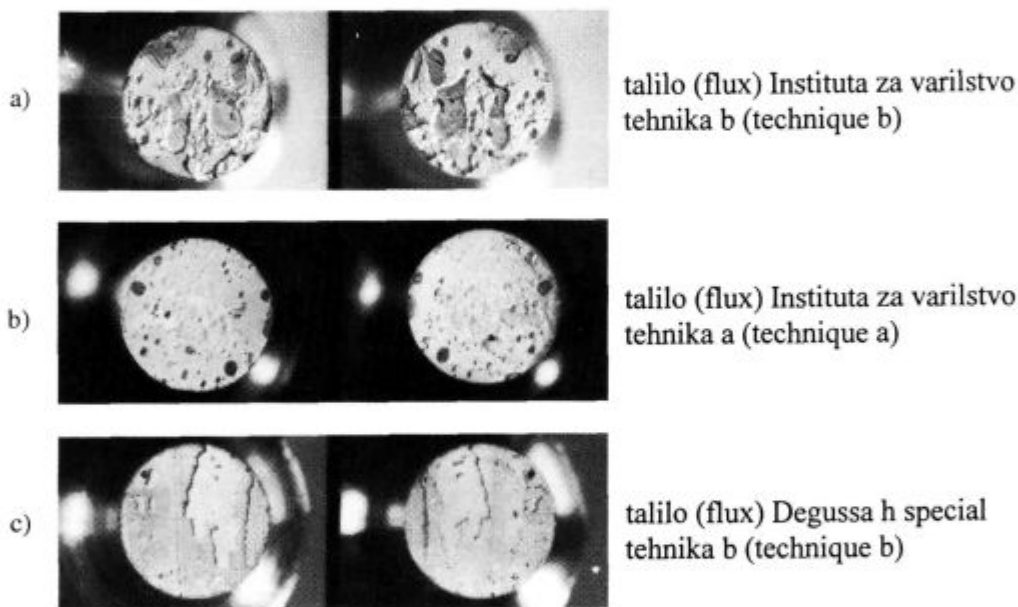 a)
talilo (flux) Instituta za varilstvo
tehnika b (technique b)
b)
talilo (flux) Instituta za varilstvo
tehnika a (technique a)
c)
talilo (flux) Degussa h special
tehnika b (technique b)